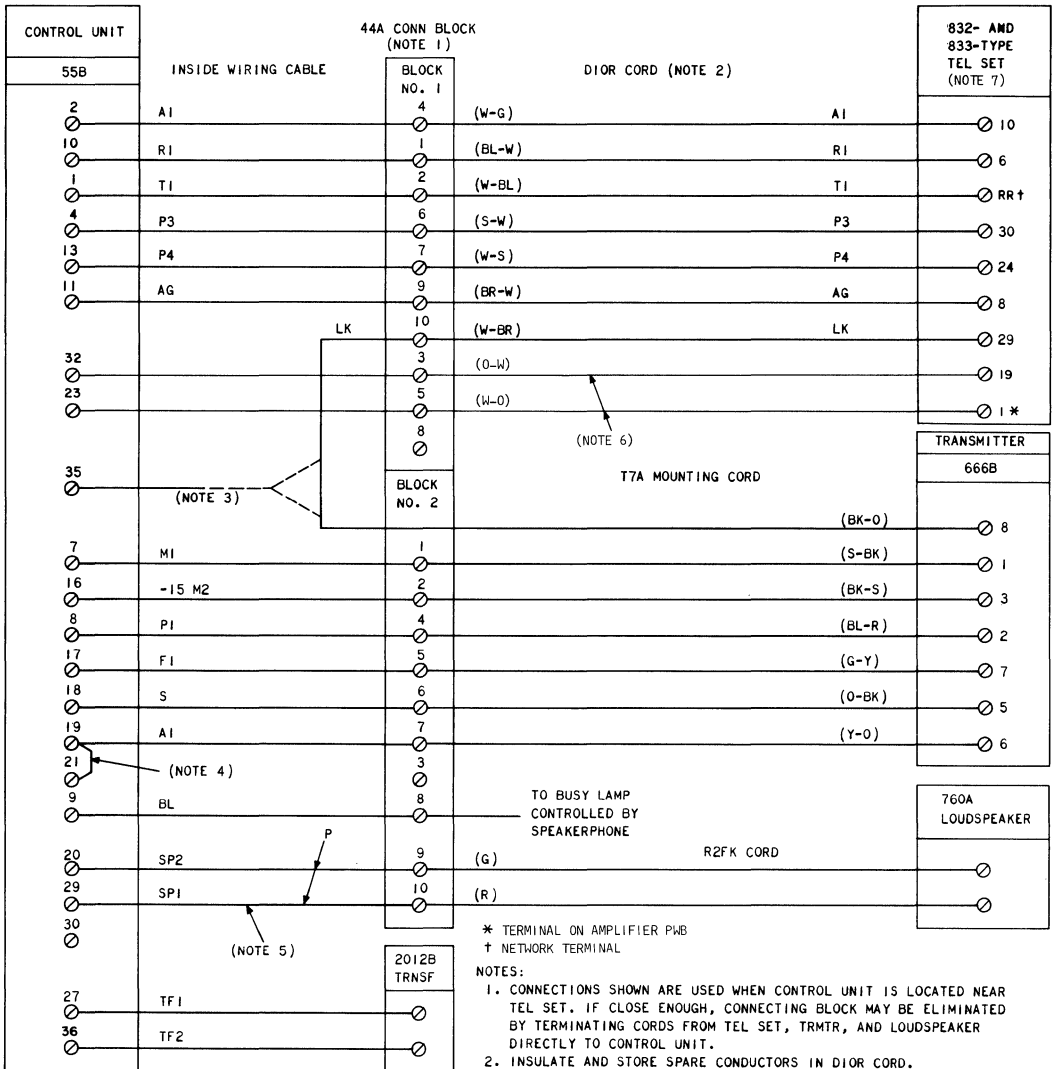 CONTROL UNIT
55B
44A CONN BLOCK
(NOTE 1)
INSIDE WIRING CABLE
BLOCK
NO. 1
DIOR CORD (NOTE 2)
832- AND
833-TYPE
TEL SET
(NOTE 7)
2 A1 4 (W-G) A1 10
10 R1 1 (BL-W) R1 6
1 T1 2 (W-BL) T1 RR†
4 P3 6 (S-W) P3 30
13 P4 7 (W-S) P4 24
11 AG 9 (BR-W) AG 8
LK 10 (W-BR) LK 29
32 3 (O-W) 19
23 5 (W-O) 1 *
8
(NOTE 6)
TRANSMITTER
666B
35
(NOTE 3)
BLOCK
NO. 2
T7A MOUNTING CORD
(BK-O) 8
7 M1 1 (S-BK) 1
16 -15 M2 2 (BK-S) 3
8 P1 4 (BL-R) 2
17 F1 5 (G-Y) 7
18 S 6 (O-BK) 5
19 A1 7 (Y-O) 6
21 (NOTE 4) 3
9 BL 8
TO BUSY LAMP
CONTROLLED BY
SPEAKERPHONE
760A
LOUDSPEAKER
P
20 SP2 9 (G) R2FK CORD
29 SP1 10 (R)
30
(NOTE 5)
* TERMINAL ON AMPLIFIER PWB
† NETWORK TERMINAL
2012B
TRNSF
27 TF1
36 TF2
NOTES:
1. CONNECTIONS SHOWN ARE USED WHEN CONTROL UNIT IS LOCATED NEAR
TEL SET. IF CLOSE ENOUGH, CONNECTING BLOCK MAY BE ELIMINATED
BY TERMINATING CORDS FROM TEL SET, TRMTR, AND LOUDSPEAKER
DIRECTLY TO CONTROL UNIT.
2. INSULATE AND STORE SPARE CONDUCTORS IN DIOR CORD.